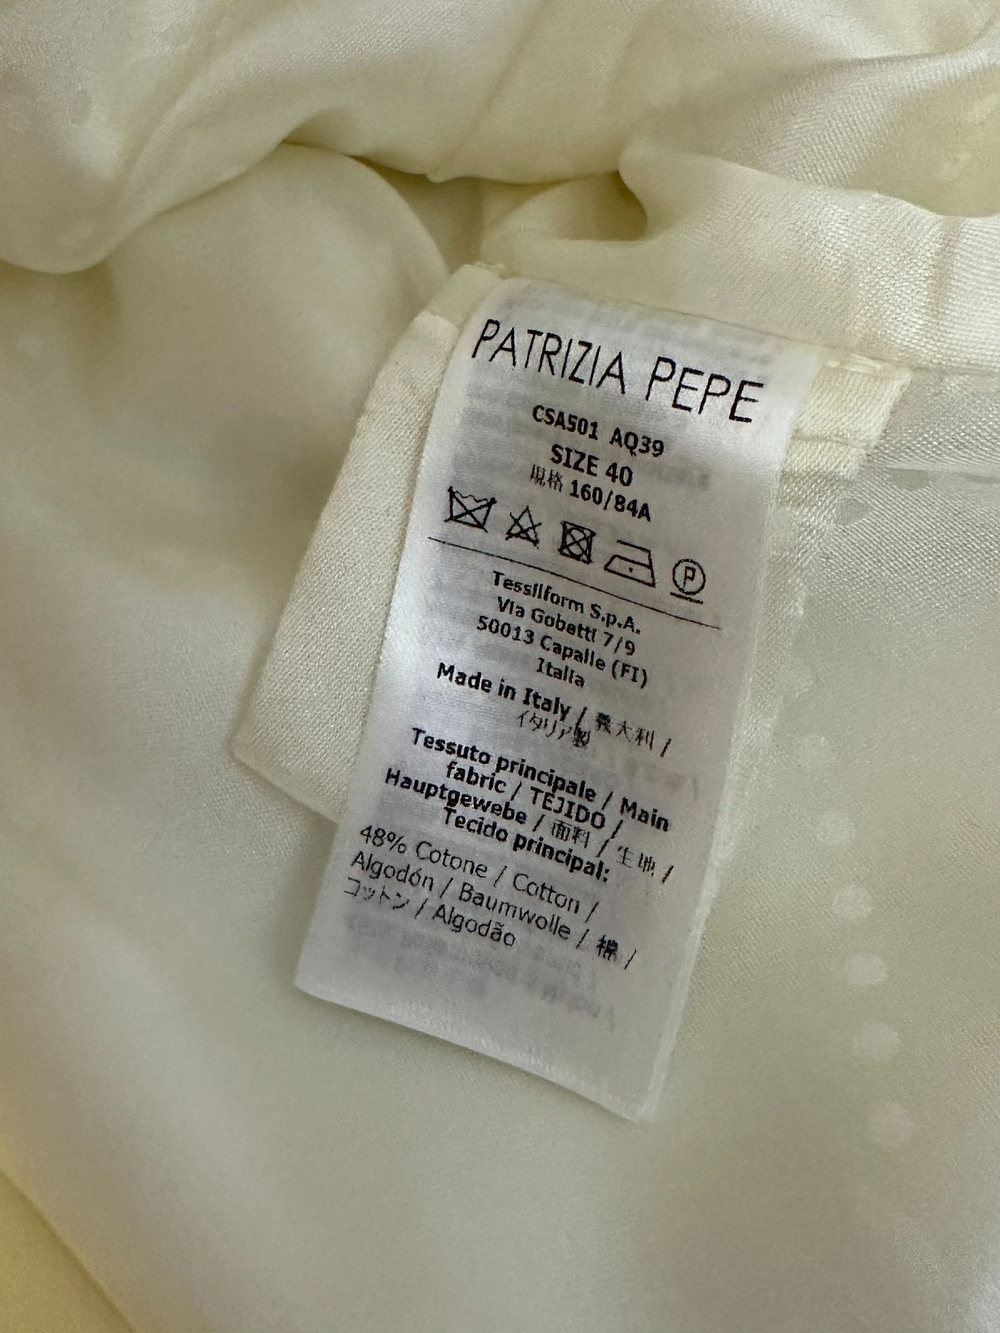 PATRIZIA PEPE
CSA501 AQ39
SIZE 40
規格 160/84A
P
Tessilform S.p.A.
Via Gobetti 7/9
50013 Capalle (FI)
Italia
Made in Italy / 義大利 /
イタリア製
Tessuto principale / Main
fabric / TEJIDO /
Hauptgewebe / 面料 / 生地 /
Tecido principal:
48% Cotone / Cotton /
Algodón / Baumwolle / 棉 /
コットン / Algodão